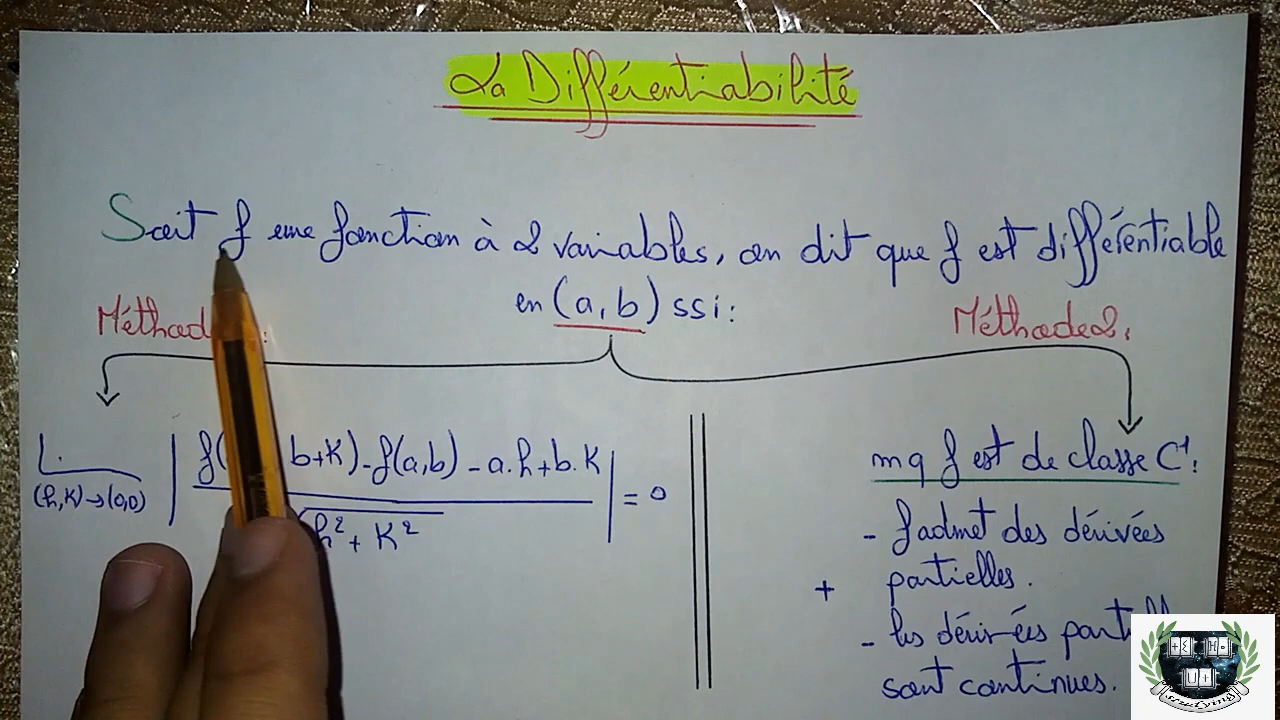 La Différentiabilité
Soit f une fonction à 2 variables, on dit que f est différentiable
en (a,b) ssi:
Méthode2:
L. | f( b+K)-f(a,b) - a.h+b.K | = 0
(h,K)→(0,0) √h²+K²
mq f est de classe C¹:
- f admet des dérivées
+ partielles.
- les dérivées
sont continues.